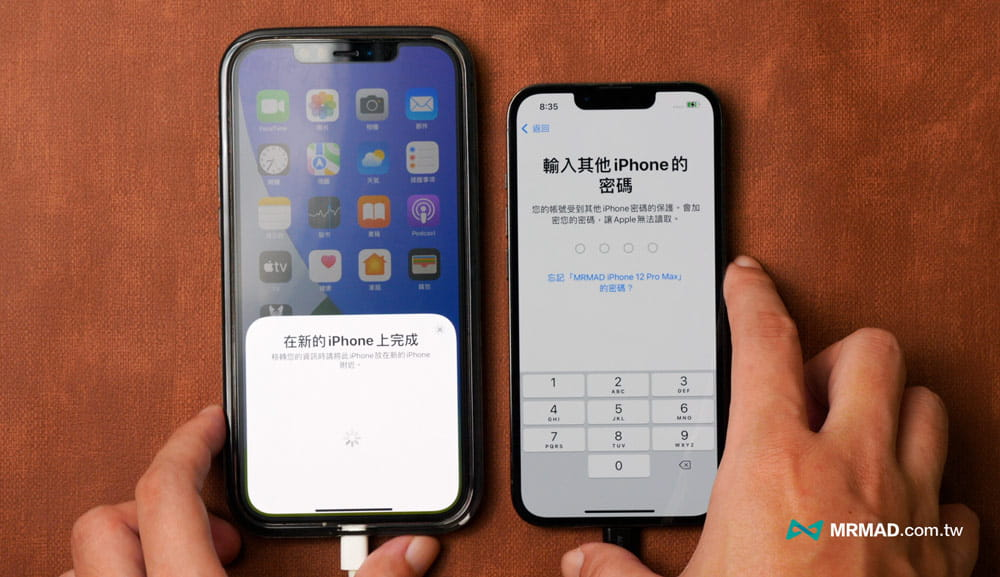 FaceTime 照片 相機 郵件
地圖 天氣 提醒事項
股市 書籍 Podcast
tv
TV 健康 家庭 錢包
在新的 iPhone 上完成
移轉您的資訊時請將此 iPhone 放在新的 iPhone
附近。
8:35
返回
輸入其他 iPhone 的
密碼
您的帳號受到其他 iPhone 密碼的保護。會加
密您的密碼，讓 Apple 無法讀取。
忘記「MRMAD iPhone 12 Pro Max」
的密碼？
1 2 3
ABC DEF
4 5 6
GHI JKL MNO
7 8 9
PQRS TUV WXYZ
0
MRMAD.com.tw